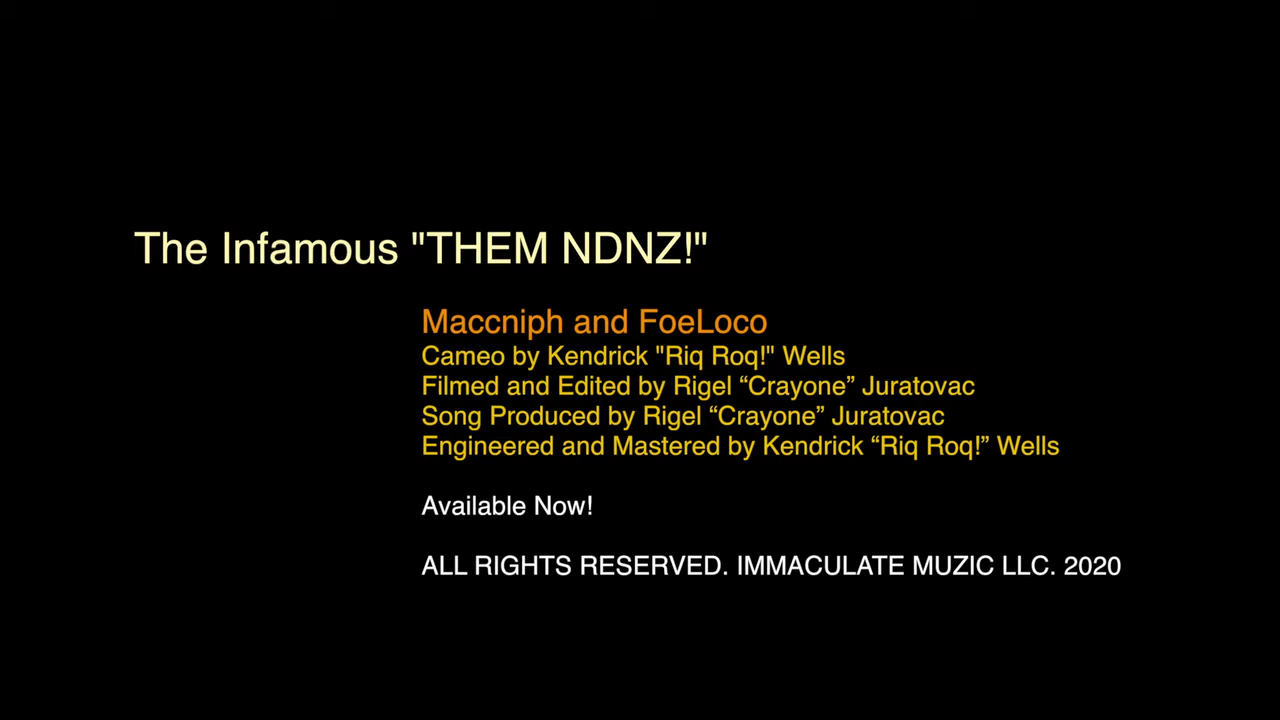 The Infamous "THEM NDNZ!"
Maccniph and FoeLoco
Cameo by Kendrick "Riq Roq!" Wells
Filmed and Edited by Rigel “Crayone” Juratovac
Song Produced by Rigel “Crayone” Juratovac
Engineered and Mastered by Kendrick “Riq Roq!” Wells
Available Now!
ALL RIGHTS RESERVED. IMMACULATE MUZIC LLC. 2020